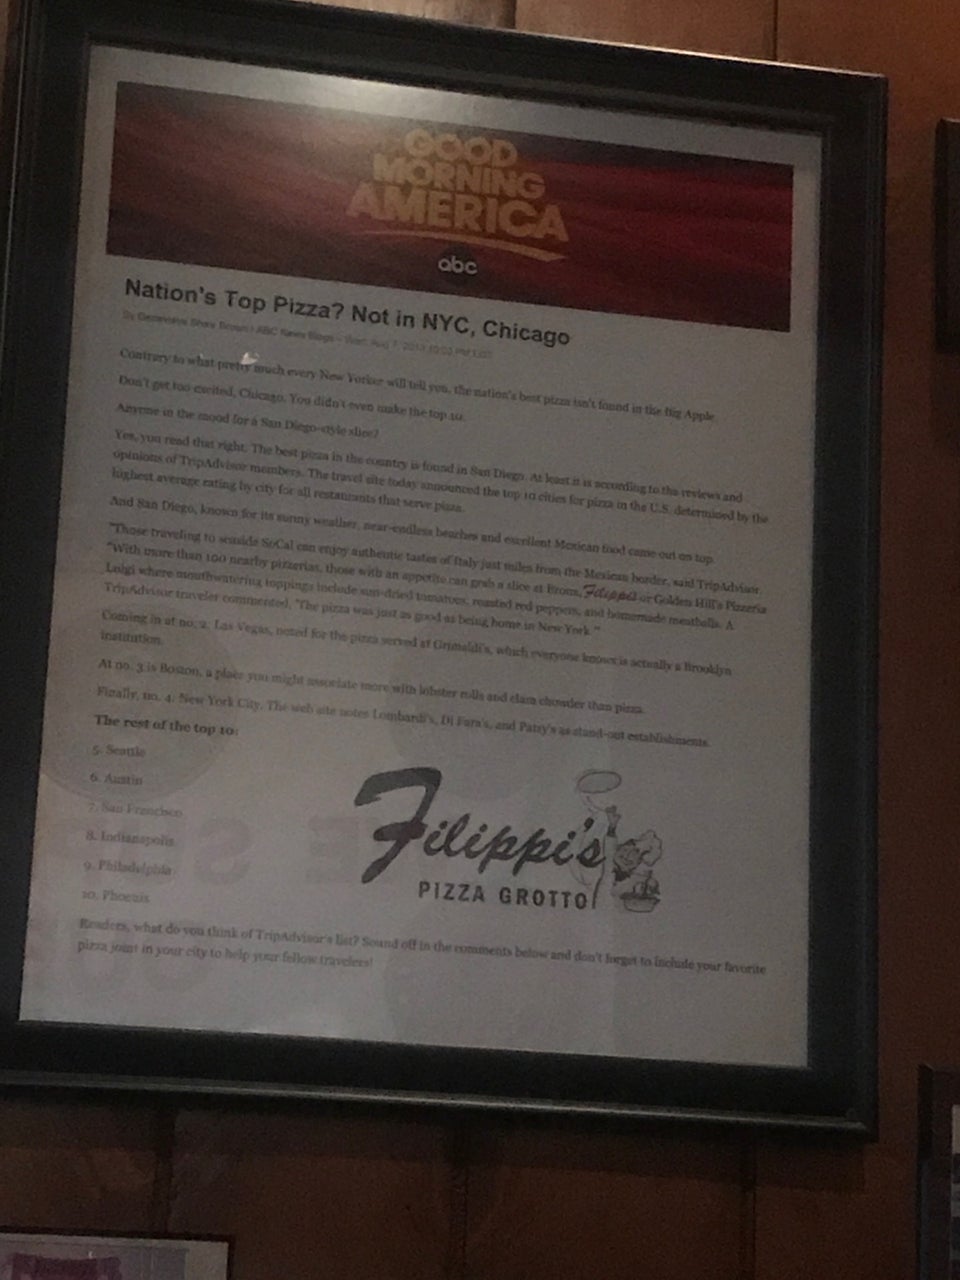 GOOD
MORNING
AMERICA
abc
Nation's Top Pizza? Not in NYC, Chicago
By Genevieve Shaw Brown | ABC News Blogs – Wed, Aug 7, 2013 10:03 PM EDT
Contrary to what pretty much every New Yorker will tell you, the nation's best pizza isn't found in the Big Apple
Don't get too excited, Chicago. You didn't even make the top 10.
Anyone in the mood for a San Diego-style slice?
Yes, you read that right. The best pizza in the country is found in San Diego. At least it is according to the reviews and
opinions of TripAdvisor members. The travel site today announced the top 10 cities for pizza in the U.S. determined by the
highest average rating by city for all restaurants that serve pizza.
And San Diego, known for its sunny weather, near-endless beaches and excellent Mexican food came out on top.
"Those traveling to seaside SoCal can enjoy authentic tastes of Italy just miles from the Mexican border, said TripAdvisor.
"With more than 100 nearby pizzerias, those with an appetite can grab a slice at Bronx, Filippi's or Golden Hill's Pizzeria
Luigi where mouthwatering toppings include sun-dried tomatoes, roasted red peppers, and homemade meatballs. A
TripAdvisor traveler commented, "The pizza was just as good as being home in New York."
Coming in at no. 2. Las Vegas, noted for the pizza served at Grimaldi's, which everyone knows is actually a Brooklyn
institution.
At no. 3 is Boston, a place you might associate more with lobster rolls and clam chowder than pizza.
Finally, no. 4. New York City. The web site notes Lombardi's, Di Fara's, and Patsy's as stand-out establishments.
The rest of the top 10:
5. Seattle
6. Austin
7. San Francisco
8. Indianapolis
9. Philadelphia
10. Phoenix
Filippi's
PIZZA GROTTO
Readers, what do you think of TripAdvisor's list? Sound off in the comments below and don't forget to include your favorite
pizza joint in your city to help your fellow travelers!